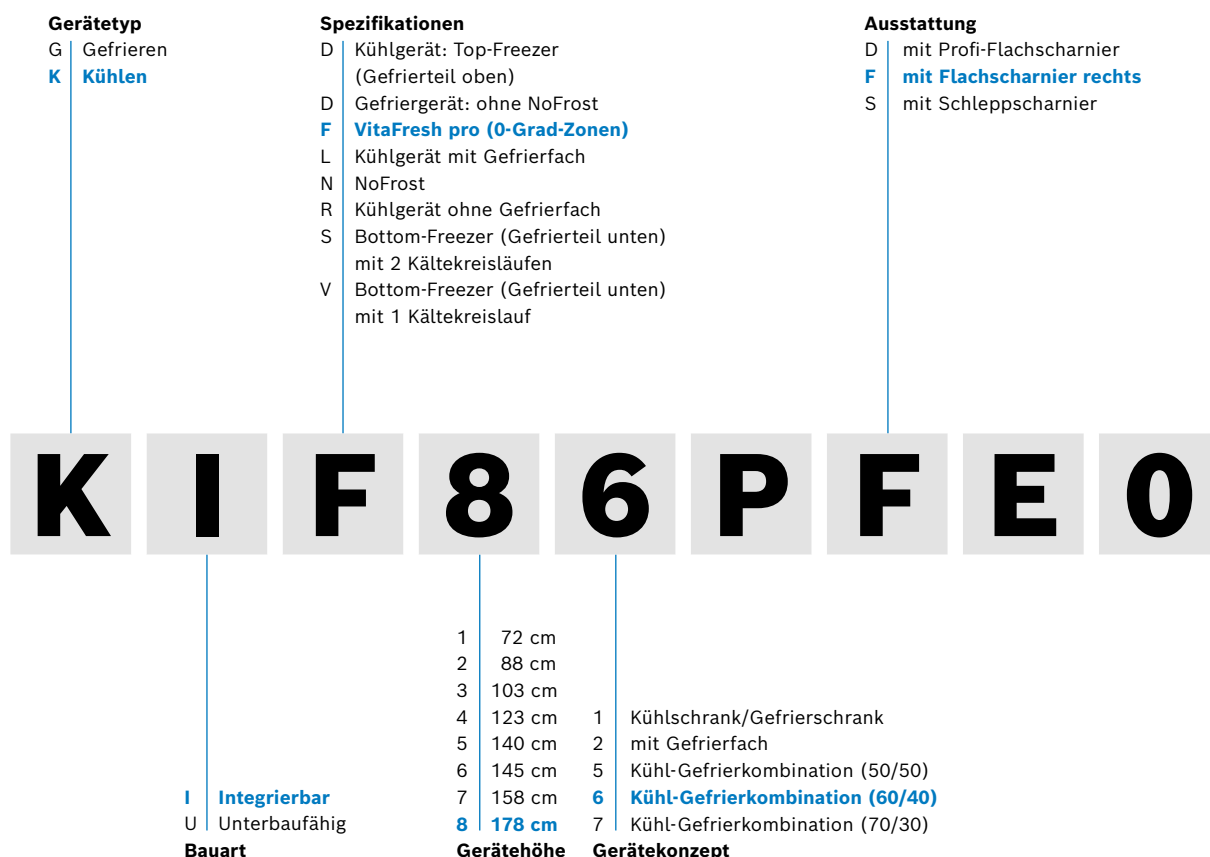 Gerätetyp
G Gefrieren
K Kühlen
Spezifikationen
D Kühlgerät: Top-Freezer
(Gefrierteil oben)
D Gefriergerät: ohne NoFrost
F VitaFresh pro (0-Grad-Zonen)
L Kühlgerät mit Gefrierfach
N NoFrost
R Kühlgerät ohne Gefrierfach
S Bottom-Freezer (Gefrierteil unten)
mit 2 Kältekreisläufen
V Bottom-Freezer (Gefrierteil unten)
mit 1 Kältekreislauf
Ausstattung
D mit Profi-Flachscharnier
F mit Flachscharnier rechts
S mit Schleppscharnier
K I F 8 6 P F E 0
I Integrierbar
U Unterbaufähig
Bauart
1 72 cm
2 88 cm
3 103 cm
4 123 cm
5 140 cm
6 145 cm
7 158 cm
8 178 cm
Gerätehöhe
1 Kühlschrank/Gefrierschrank
2 mit Gefrierfach
5 Kühl-Gefrierkombination (50/50)
6 Kühl-Gefrierkombination (60/40)
7 Kühl-Gefrierkombination (70/30)
Gerätekonzept